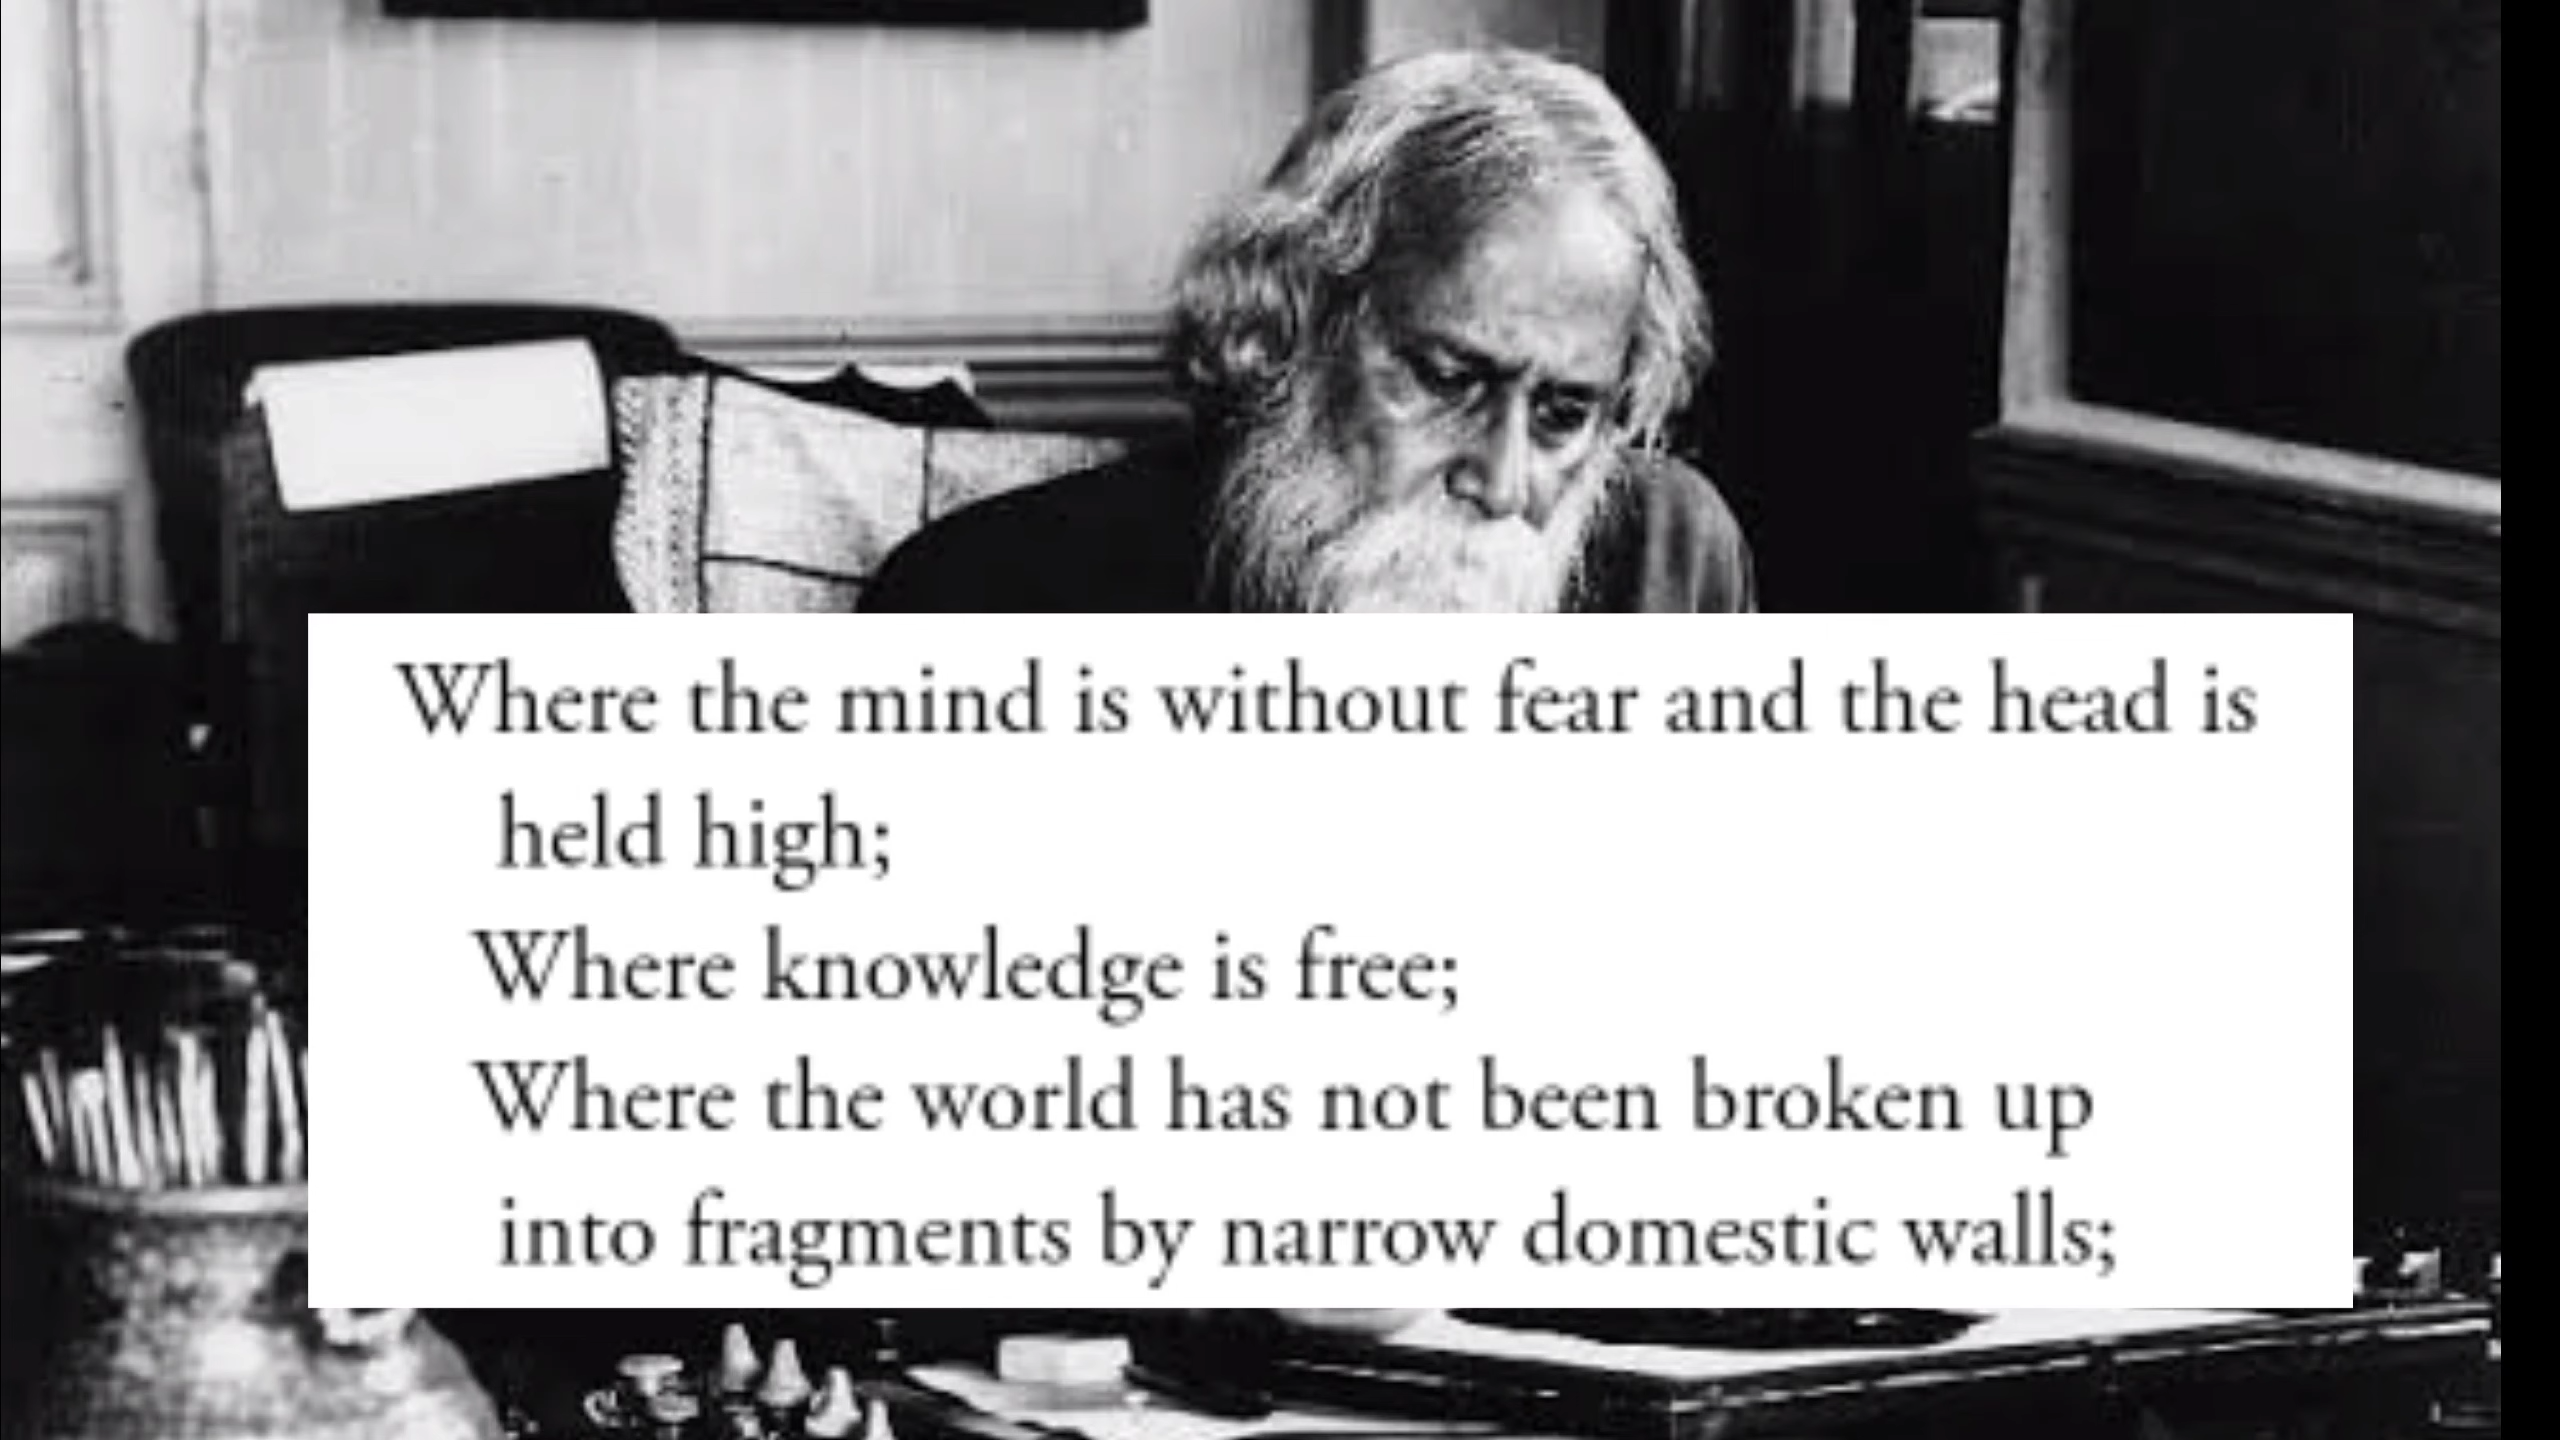 Where the mind is without fear and the head is
held high;
Where knowledge is free;
Where the world has not been broken up
into fragments by narrow domestic walls;